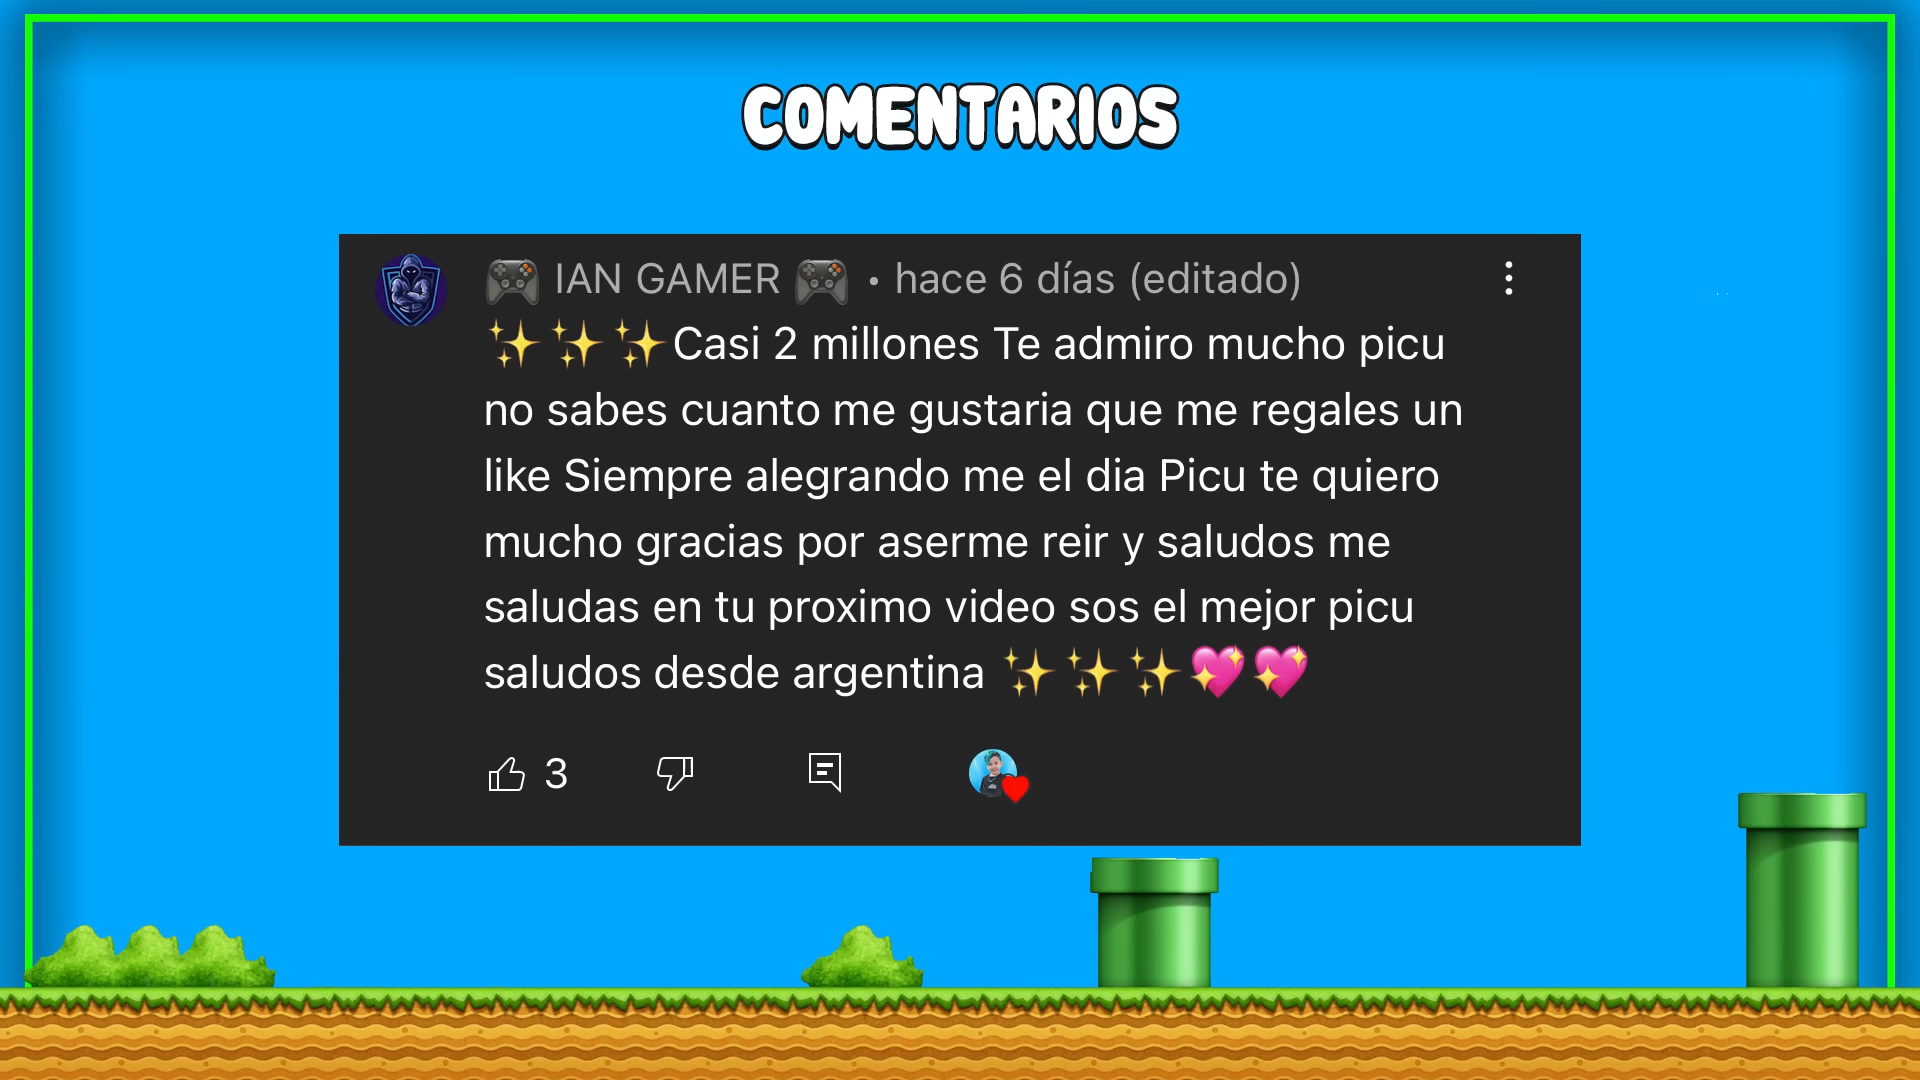 COMENTARIOS
🎮 IAN GAMER 🎮 • hace 6 días (editado)
✨✨✨Casi 2 millones Te admiro mucho picu
no sabes cuanto me gustaria que me regales un
like Siempre alegrando me el dia Picu te quiero
mucho gracias por aserme reir y saludos me
saludas en tu proximo video sos el mejor picu
saludos desde argentina ✨✨✨💖💖
3